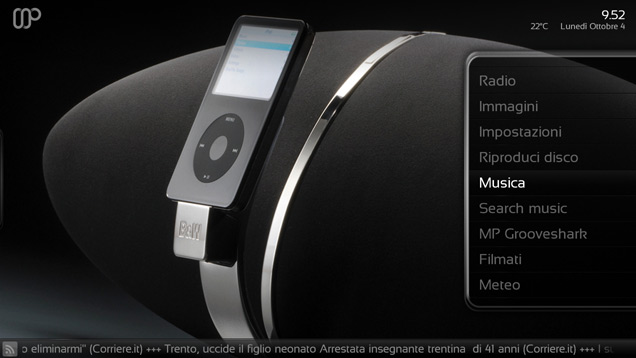 9.52
22°C Lunedì Ottobre 4
MENU
Radio
Immagini
Impostazioni
Riproduci disco
Musica
B&W
Search music
MP Grooveshark
Filmati
Meteo
o eliminarmi" (Corriere.it) +++ Trento, uccide il figlio neonato Arrestata insegnante trentina di 41 anni (Corriere.it) +++ I